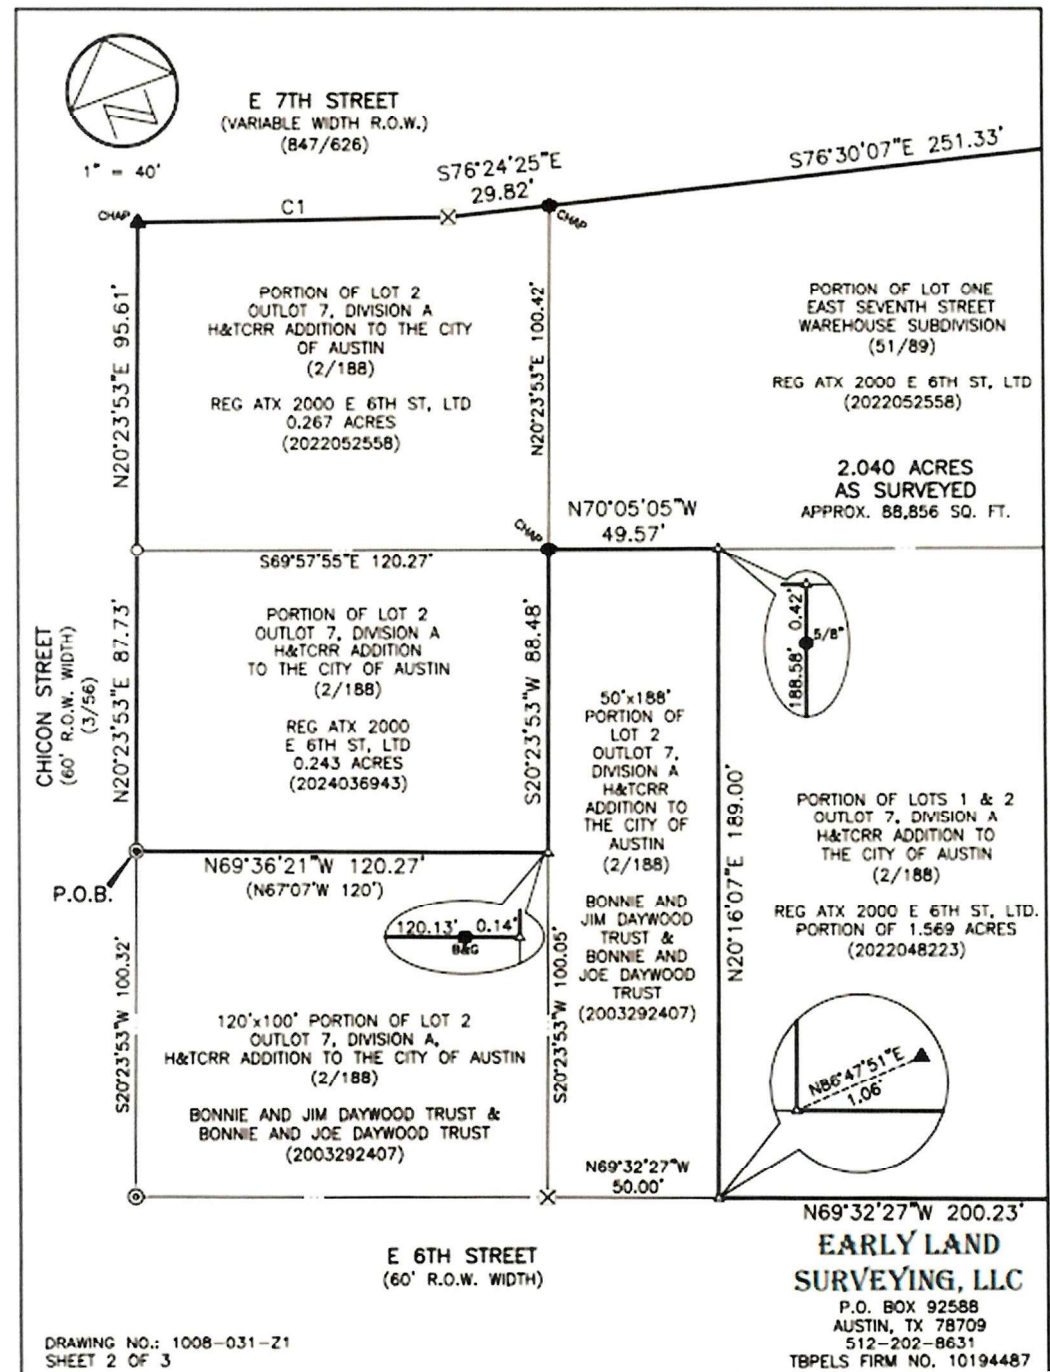 E 7TH STREET
(VARIABLE WIDTH R.O.W.)
(847/626)
N
1" = 40'
S76°24'25"E
29.82'
S76°30'07"E 251.33'
CHAP
C1
CHAP
N20°23'53"E 95.61'
PORTION OF LOT 2
OUTLOT 7, DIVISION A
H&TCRR ADDITION TO THE CITY
OF AUSTIN
(2/188)
REG ATX 2000 E 6TH ST, LTD
0.267 ACRES
(2022052558)
N20°23'53"E 100.42'
PORTION OF LOT ONE
EAST SEVENTH STREET
WAREHOUSE SUBDIVISION
(51/89)
REG ATX 2000 E 6TH ST, LTD
(2022052558)
2.040 ACRES
AS SURVEYED
APPROX. 88,856 SQ. FT.
CHAP
N70°05'05"W
49.57'
S69°57'55"E 120.27'
CHICON STREET
(60' R.O.W. WIDTH)
(3/56)
N20°23'53"E 87.73'
PORTION OF LOT 2
OUTLOT 7, DIVISION A
H&TCRR ADDITION
TO THE CITY OF AUSTIN
(2/188)
REG ATX 2000
E 6TH ST, LTD
0.243 ACRES
(2024036943)
S20°23'53"W 88.48'
50'x188'
PORTION OF
LOT 2
OUTLOT 7,
DIVISION A
H&TCRR
ADDITION TO
THE CITY OF
AUSTIN
(2/188)
BONNIE AND
JIM DAYWOOD
TRUST &
BONNIE AND
JOE DAYWOOD
TRUST
(2003292407)
188.58' 0.42'
5/8"
N20°16'07"E 189.00'
PORTION OF LOTS 1 & 2
OUTLOT 7, DIVISION A
H&TCRR ADDITION TO
THE CITY OF AUSTIN
(2/188)
REG ATX 2000 E 6TH ST, LTD.
PORTION OF 1.569 ACRES
(2022048223)
P.O.B.
N69°36'21"W 120.27'
(N67°07'W 120')
120.13' 0.14'
B&G
S20°23'53"W 100.32'
120'x100' PORTION OF LOT 2
OUTLOT 7, DIVISION A,
H&TCRR ADDITION TO THE CITY OF AUSTIN
(2/188)
BONNIE AND JIM DAYWOOD TRUST &
BONNIE AND JOE DAYWOOD TRUST
(2003292407)
S20°23'53"W 100.05'
N86°47'51"E
1.06'
N69°32'27"W
50.00'
N69°32'27"W 200.23'
E 6TH STREET
(60' R.O.W. WIDTH)
EARLY LAND
SURVEYING, LLC
P.O. BOX 92588
AUSTIN, TX 78709
512-202-8631
TBPELS FIRM NO. 10194487
DRAWING NO.: 1008-031-Z1
SHEET 2 OF 3